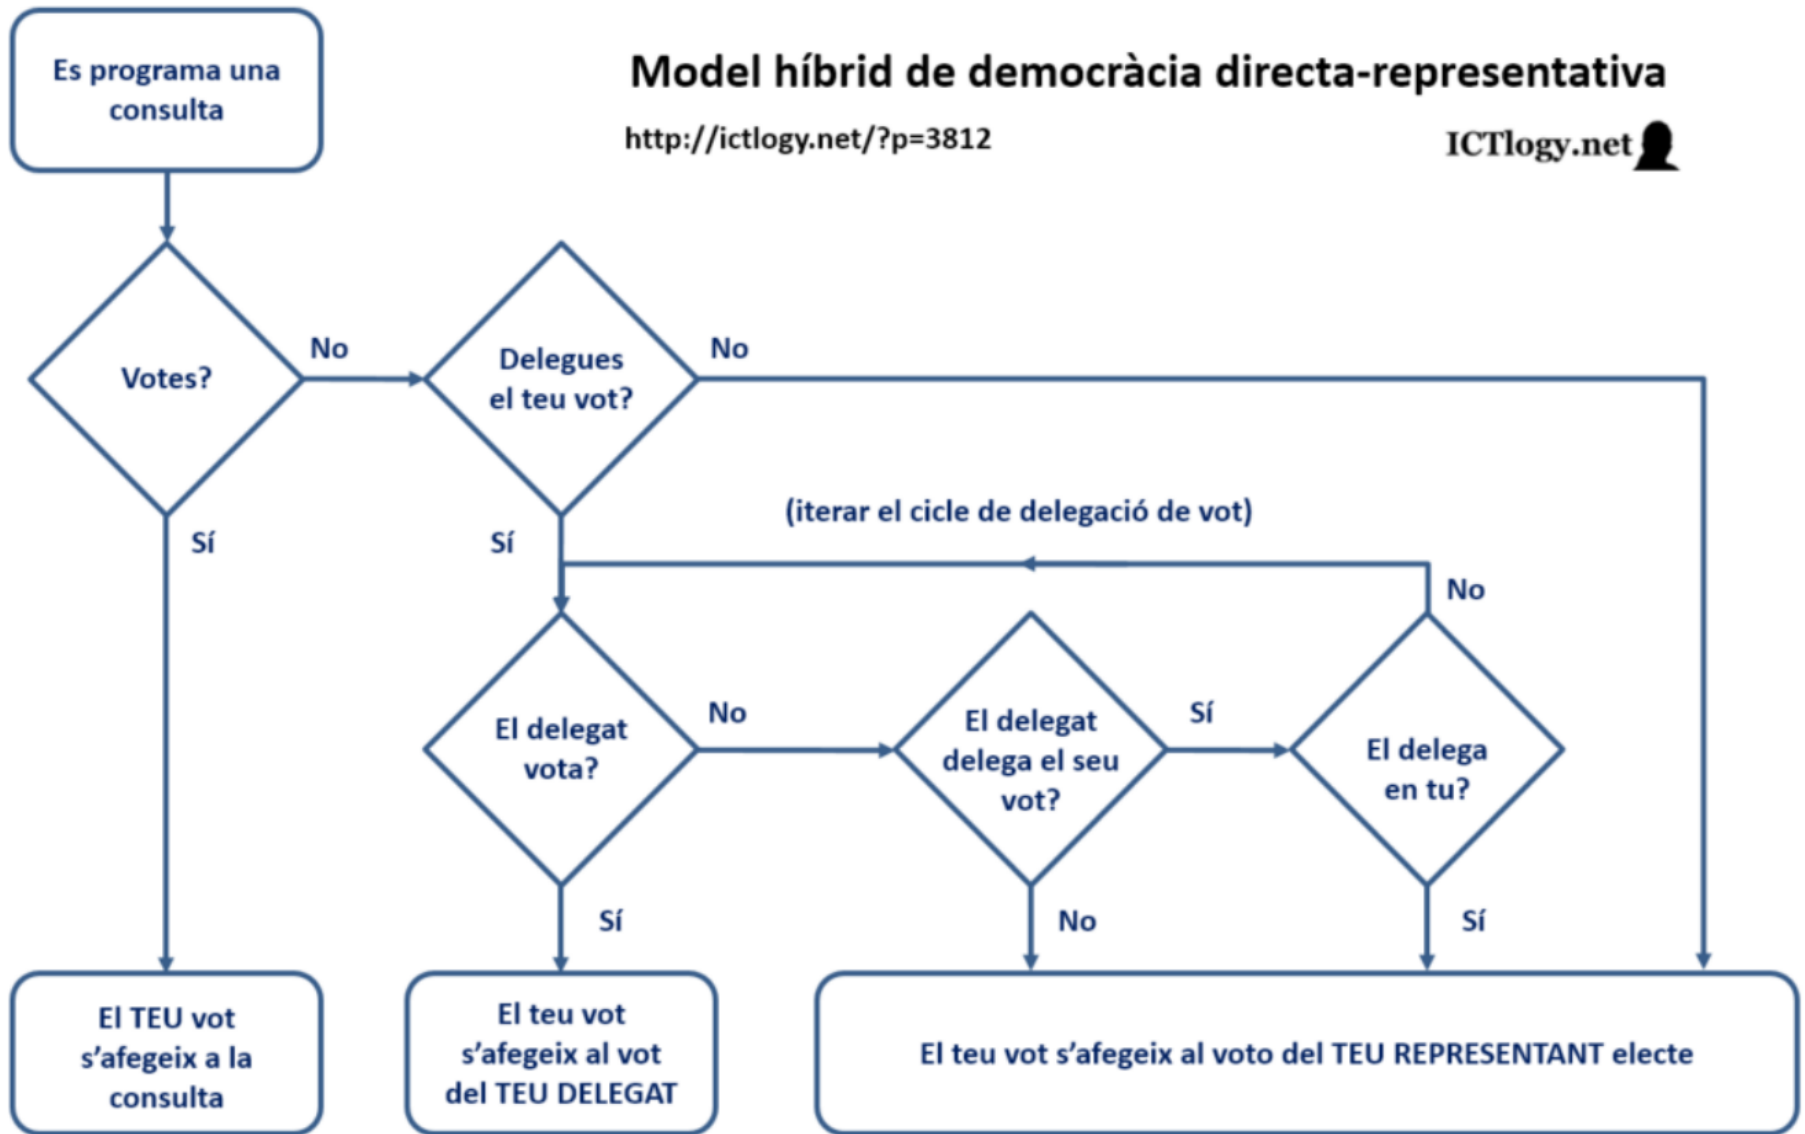 Es programa una
consulta
Model híbrid de democràcia directa-representativa
http://ictlogy.net/?p=3812
ICTlogy.net
Votes?
No
Delegues
el teu vot?
No
Sí
Sí
(iterar el cicle de delegació de vot)
No
El delegat
vota?
No
El delegat
delega el seu
vot?
Sí
El delega
en tu?
Sí
No
Sí
El TEU vot
s'afegeix a la
consulta
El teu vot
s'afegeix al vot
del TEU DELEGAT
El teu vot s'afegeix al voto del TEU REPRESENTANT electe